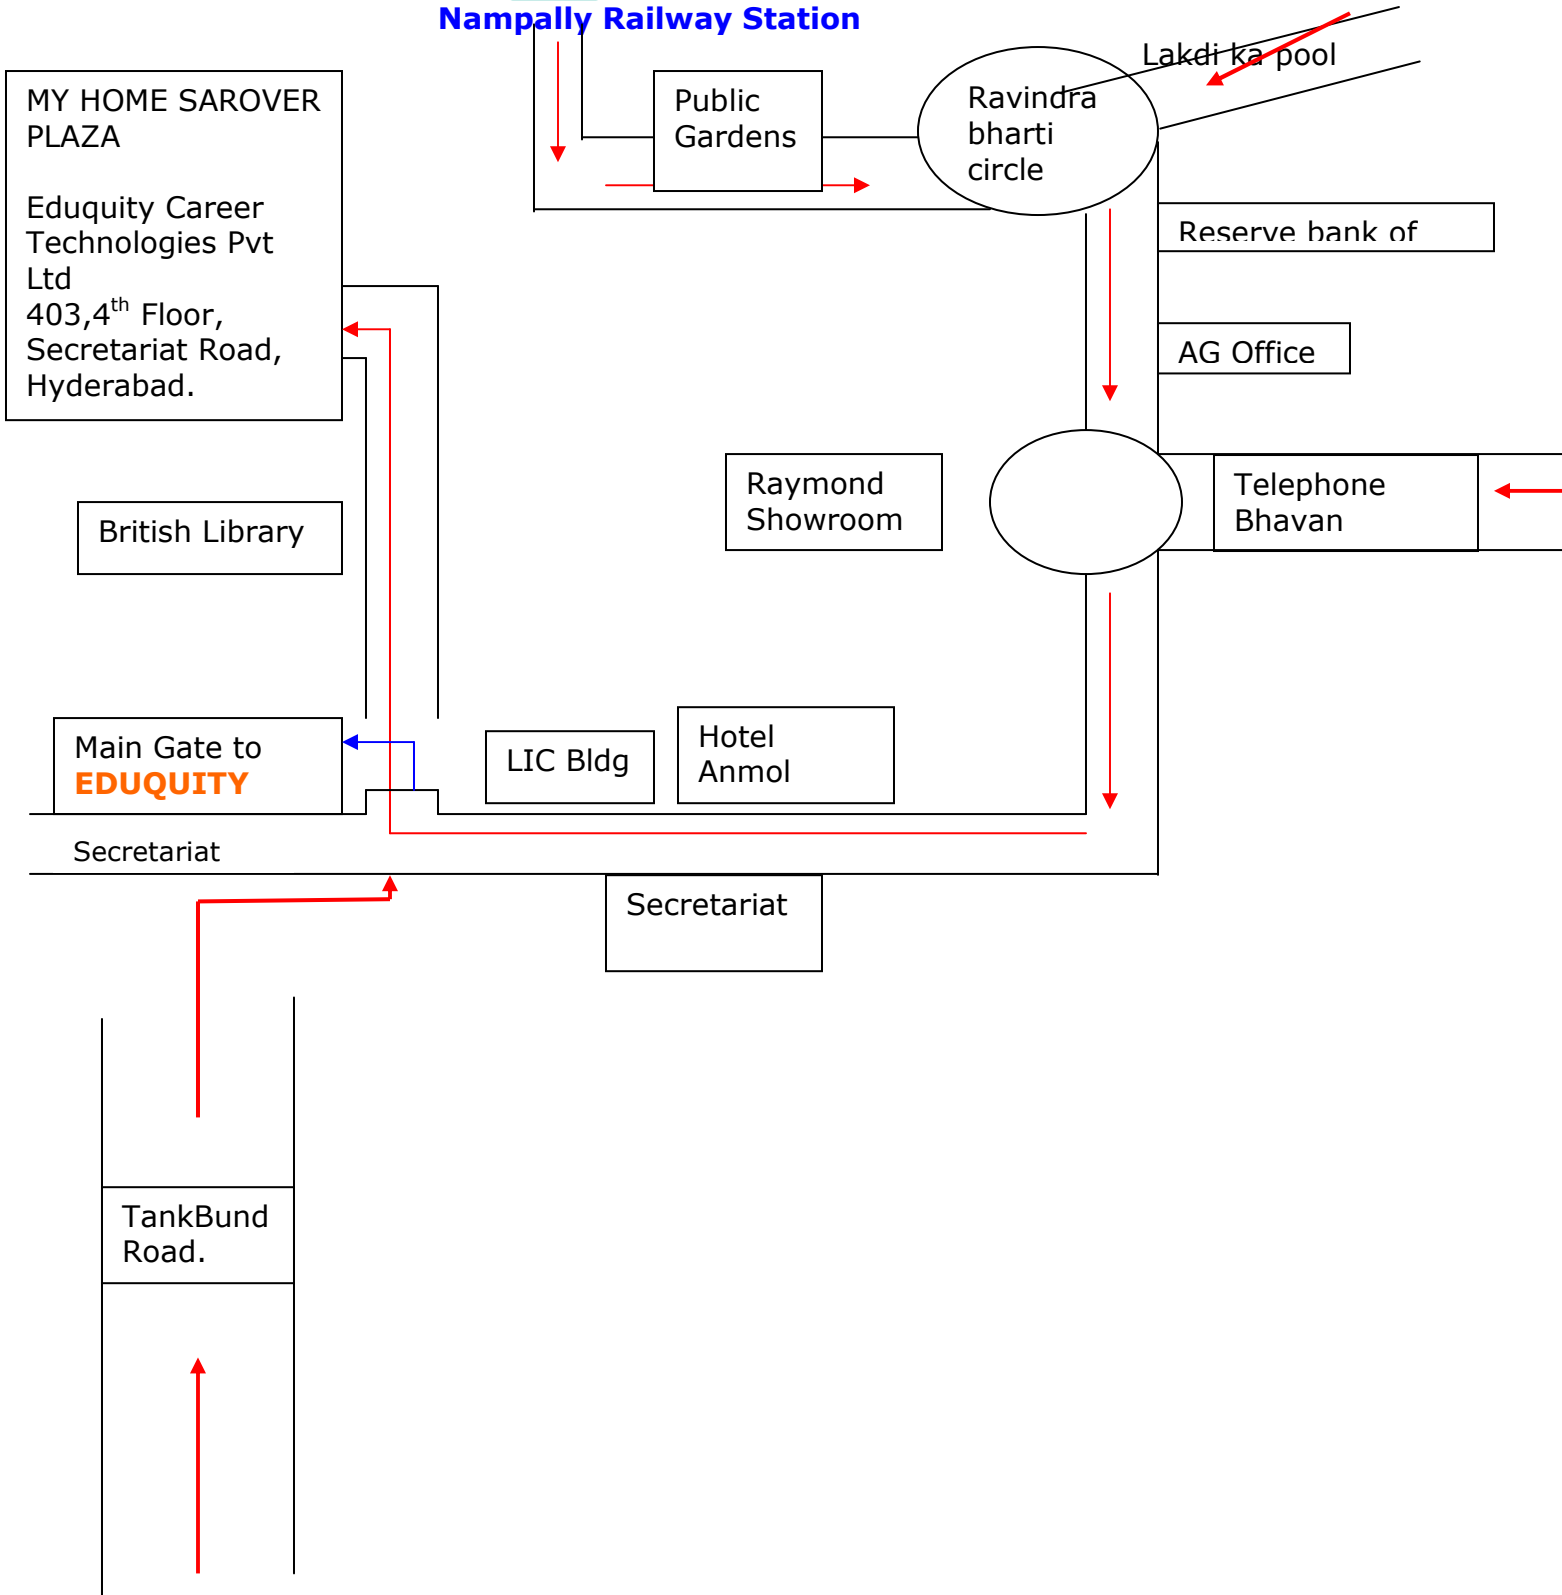 Nampally Railway Station
Lakdi ka pool
MY HOME SAROVER
PLAZA
Eduquity Career
Technologies Pvt
Ltd
403,4th Floor,
Secretariat Road,
Hyderabad.
Public
Gardens
Ravindra
bharti
circle
Reserve bank of
AG Office
Raymond
Showroom
Telephone
Bhavan
British Library
Main Gate to
EDUQUITY
LIC Bldg
Hotel
Anmol
Secretariat
Secretariat
TankBund
Road.